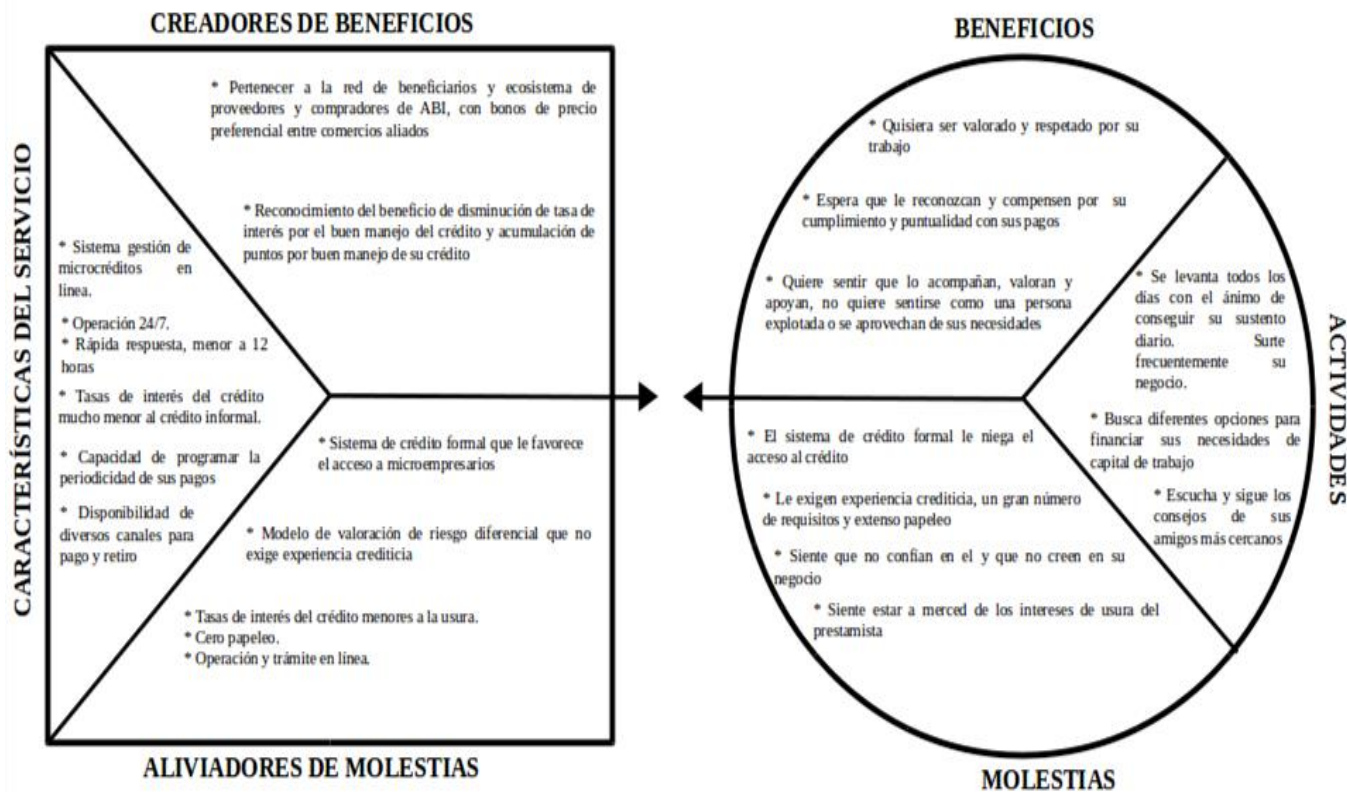 CREADORES DE BENEFICIOS
* Pertenecer a la red de beneficiarios y ecosistema de
proveedores y compradores de ABI, con bonos de precio
preferencial entre comercios aliados
* Reconocimiento del beneficio de disminución de tasa de
interés por el buen manejo del crédito y acumulación de
puntos por buen manejo de su crédito
CARACTERÍSTICAS DEL SERVICIO
* Sistema gestión de
microcréditos en
línea.
* Operación 24/7.
* Rápida respuesta, menor a 12
horas
* Tasas de interés del crédito
mucho menor al crédito informal.
* Capacidad de programar la
periodicidad de sus pagos
* Disponibilidad de
diversos canales para
pago y retiro
* Sistema de crédito formal que le favorece
el acceso a microempresarios
* Modelo de valoración de riesgo diferencial que no
exige experiencia crediticia
* Tasas de interés del crédito menores a la usura.
* Cero papeleo.
* Operación y trámite en línea.
ALIVIADORES DE MOLESTIAS
BENEFICIOS
* Quisiera ser valorado y respetado por su
trabajo
* Espera que le reconozcan y compensen por su
cumplimiento y puntualidad con sus pagos
* Quiere sentir que lo acompañan, valoran y
apoyan, no quiere sentirse como una persona
explotada o se aprovechan de sus necesidades
* Se levanta todos los
días con el ánimo de
conseguir su sustento
diario. Surte
frecuentemente su
negocio.
* Busca diferentes opciones para
financiar sus necesidades de
capital de trabajo
* Escucha y sigue los
consejos de sus
amigos más cercanos
ACTIVIDADES
* El sistema de crédito formal le niega el
acceso al crédito
* Le exigen experiencia crediticia, un gran número
de requisitos y extenso papeleo
* Siente que no confían en el y que no creen en su
negocio
* Siente estar a merced de los intereses de usura del
prestamista
MOLESTIAS